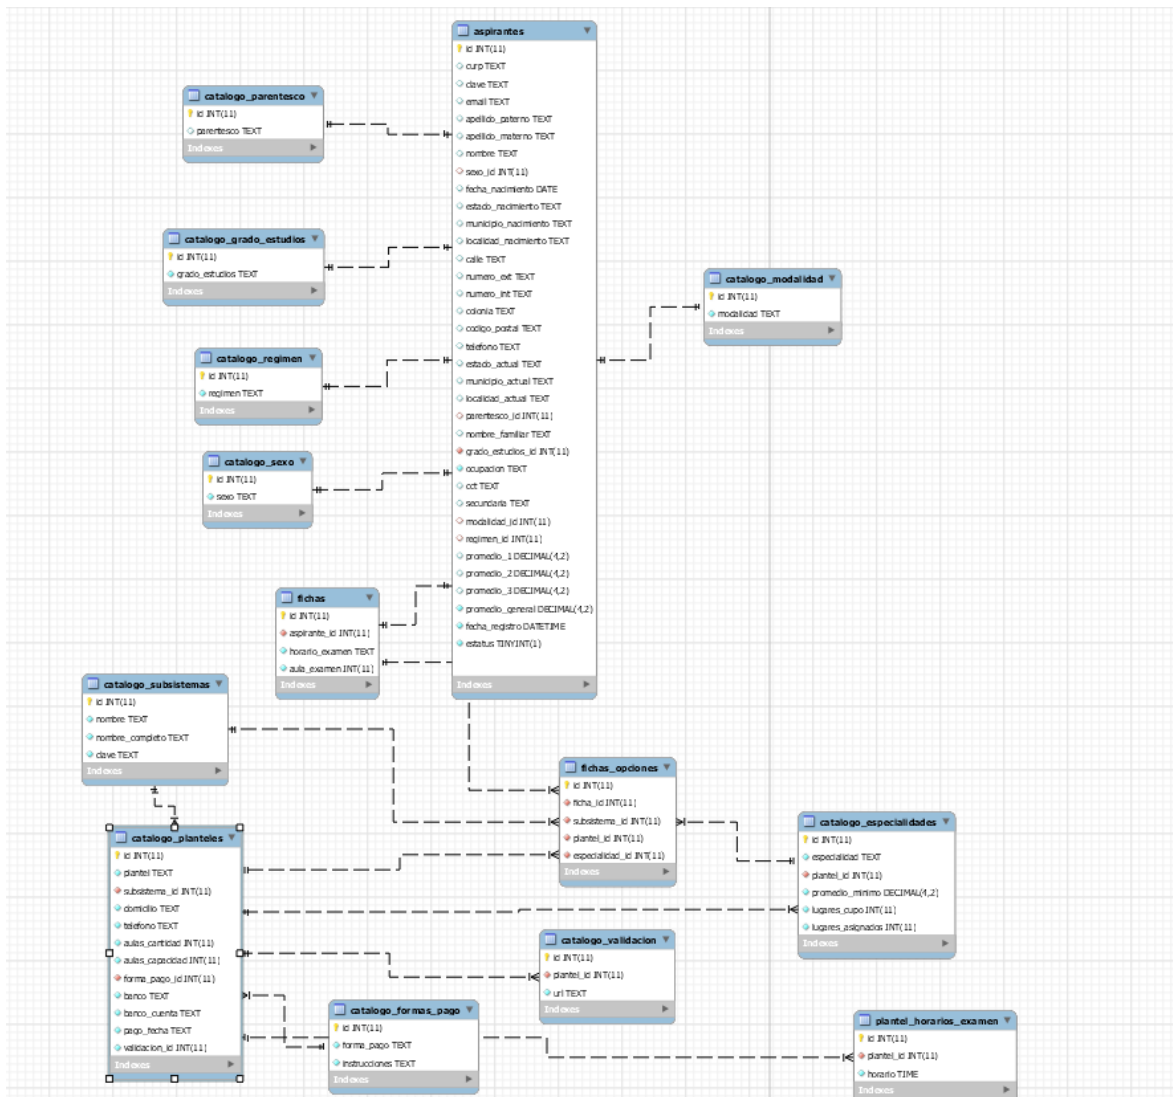 aspirantes
id INT(11)
curp TEXT
clave TEXT
email TEXT
apellido_paterno TEXT
apellido_materno TEXT
nombre TEXT
sexo_id INT(11)
fecha_nacimiento DATE
estado_nacimiento TEXT
municipio_nacimiento TEXT
localidad_nacimiento TEXT
calle TEXT
numero_ext TEXT
numero_int TEXT
colonia TEXT
codigo_postal TEXT
telefono TEXT
estado_actual TEXT
municipio_actual TEXT
localidad_actual TEXT
parentesco_id INT(11)
nombre_familiar TEXT
grado_estudios_id INT(11)
ocupacion TEXT
cct TEXT
secundaria TEXT
modalidad_id INT(11)
regimen_id INT(11)
promedio_1 DECIMAL(4,2)
promedio_2 DECIMAL(4,2)
promedio_3 DECIMAL(4,2)
promedio_general DECIMAL(4,2)
fecha_registro DATETIME
estatus TINYINT(1)
Indexes
catalogo_parentesco
id INT(11)
parentesco TEXT
Indexes
catalogo_grado_estudios
id INT(11)
grado_estudios TEXT
Indexes
catalogo_modalidad
id INT(11)
modalidad TEXT
Indexes
catalogo_regimen
id INT(11)
regimen TEXT
Indexes
catalogo_sexo
id INT(11)
sexo TEXT
Indexes
fichas
id INT(11)
aspirante_id INT(11)
horario_examen TEXT
aula_examen INT(11)
Indexes
catalogo_subsistemas
id INT(11)
nombre TEXT
nombre_completo TEXT
clave TEXT
Indexes
fichas_opciones
id INT(11)
ficha_id INT(11)
subsistema_id INT(11)
plantel_id INT(11)
especialidad_id INT(11)
Indexes
catalogo_especialidades
id INT(11)
especialidad TEXT
plantel_id INT(11)
promedio_minimo DECIMAL(4,2)
lugares_cupo INT(11)
lugares_asignados INT(11)
Indexes
catalogo_planteles
id INT(11)
plantel TEXT
subsistema_id INT(11)
domicilio TEXT
telefono TEXT
aulas_cantidad INT(11)
aulas_capacidad INT(11)
forma_pago_id INT(11)
banco TEXT
banco_cuenta TEXT
pago_fecha TEXT
validacion_id INT(11)
Indexes
catalogo_validacion
id INT(11)
plantel_id INT(11)
url TEXT
Indexes
catalogo_formas_pago
id INT(11)
forma_pago TEXT
instrucciones TEXT
Indexes
plantel_horarios_examen
id INT(11)
plantel_id INT(11)
horario TIME
Indexes